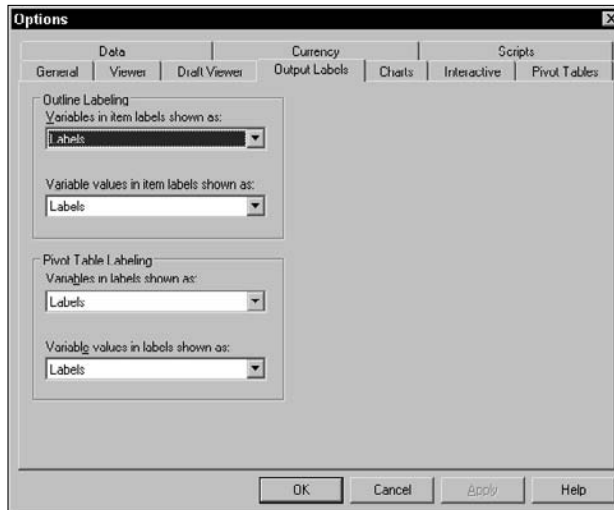 Options
Data Currency Scripts
General Viewer Draft Viewer Output Labels Charts Interactive Pivot Tables
Outline Labeling
Variables in item labels shown as:
Labels
Variable values in item labels shown as:
Labels
Pivot Table Labeling
Variables in labels shown as:
Labels
Variable values in labels shown as:
Labels
OK Cancel Apply Help